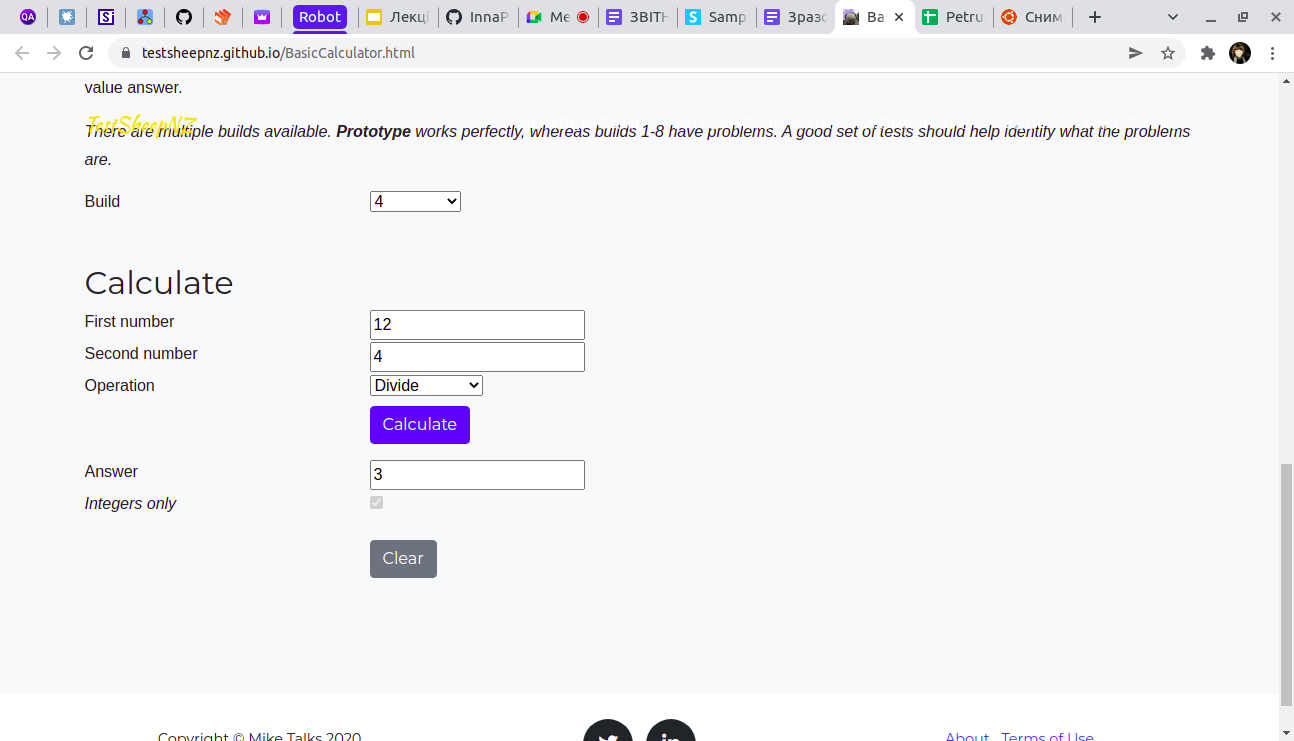 QA
Robot
Лекці
InnaP
Me
ЗВІТН
Samp
Зразо
Ba
Petru
Сним
testsheepnz.github.io/BasicCalculator.html
value answer.
TestSheepNZ
There are multiple builds available. Prototype works perfectly, whereas builds 1-8 have problems. A good set of tests should help identify what the problems
are.
Build 4
Calculate
First number 12
Second number 4
Operation Divide
Calculate
Answer 3
Integers only
Clear
Copyright © Mike Talks 2020 About Terms of Use